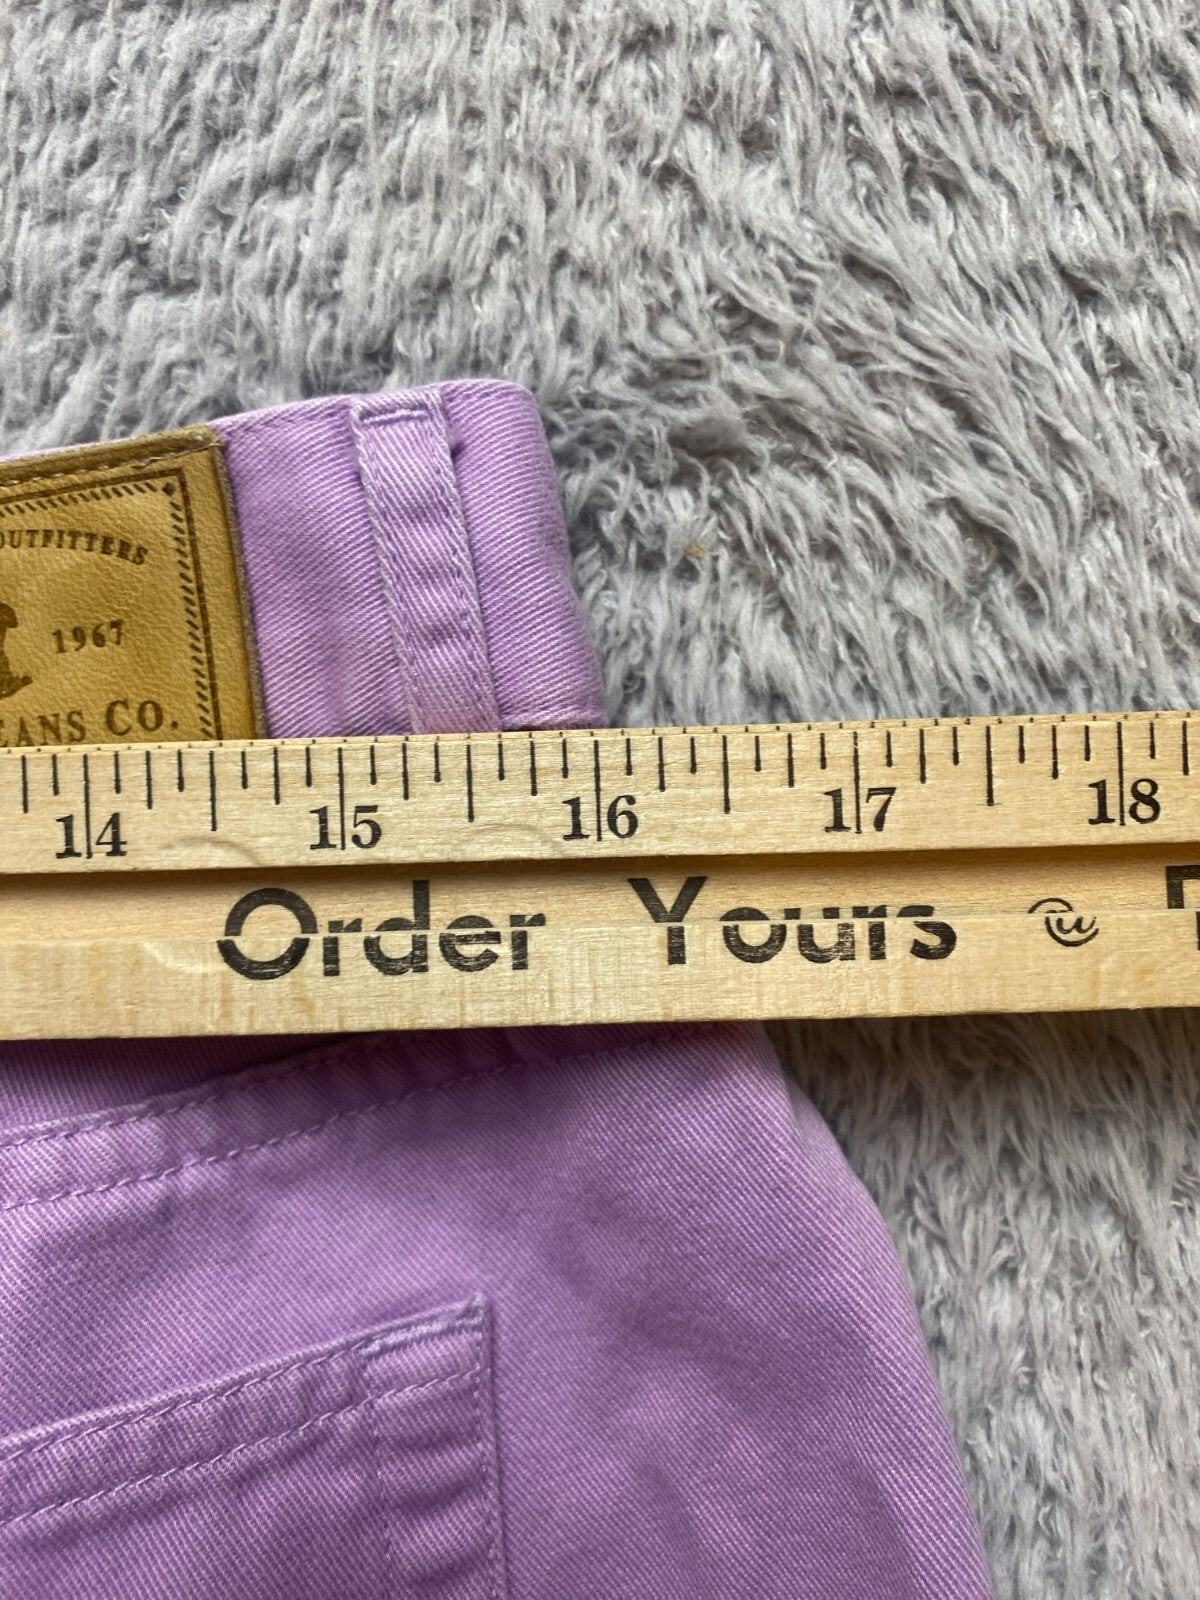 OUTFITTERS
1967
EANS CO.
14 15 16 17 18
Order Yours